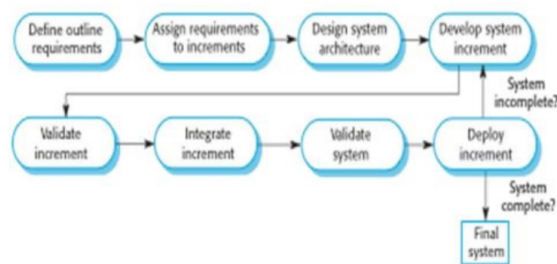 Define outline
requirements
Assign requirements
to increments
Design system
architecture
Develop system
increment
System
incomplete?
Validate
increment
Integrate
increment
Validate
system
Deploy
increment
System
complete?
Final
system